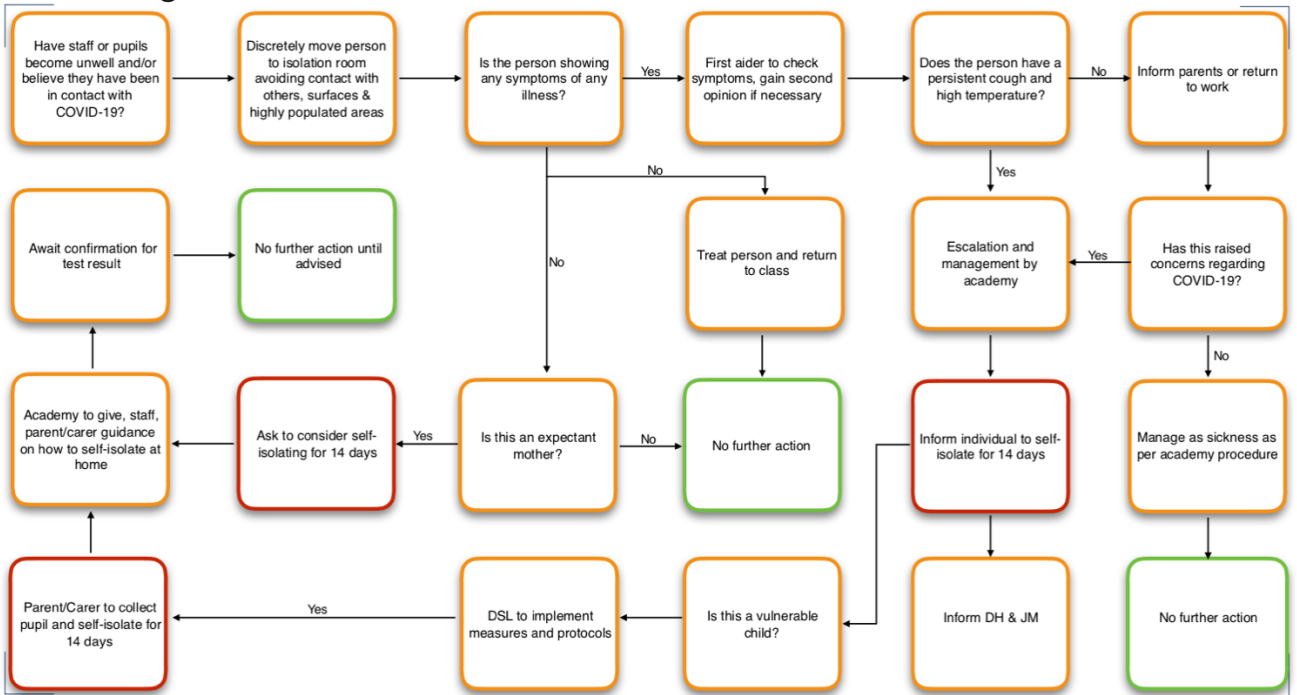 Have staff or pupils
become unwell and/or
believe they have been
in contact with
COVID-19?
Discretely move person
to isolation room
avoiding contact with
others, surfaces &
highly populated areas
Is the person showing
any symptoms of any
illness?
Yes
First aider to check
symptoms, gain second
opinion if necessary
Does the person have a
persistent cough and
high temperature?
No
Inform parents or return
to work
No
Yes
Await confirmation for
test result
No further action until
advised
No
Treat person and return
to class
Escalation and
management by
academy
Yes
Has this raised
concerns regarding
COVID-19?
No
Academy to give, staff,
parent/carer guidance
on how to self-isolate at
home
Ask to consider self-
isolating for 14 days
Yes
Is this an expectant
mother?
No
No further action
Inform individual to self-
isolate for 14 days
Manage as sickness as
per academy procedure
Parent/Carer to collect
pupil and self-isolate for
14 days
Yes
DSL to implement
measures and protocols
Is this a vulnerable
child?
Inform DH & JM
No further action